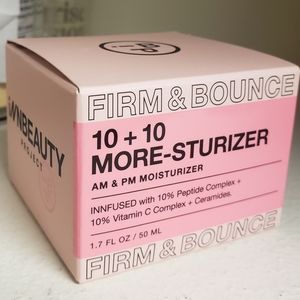 FIRM & BOUNCE
10 + 10
MORE-STURIZER
AM & PM MOISTURIZER
INNFUSED with 10% Peptide Complex +
10% Vitamin C Complex + Ceramides.
1.7 FL OZ / 50 ML
FIRM & BOUNCE
BEAUTY
PROJECT